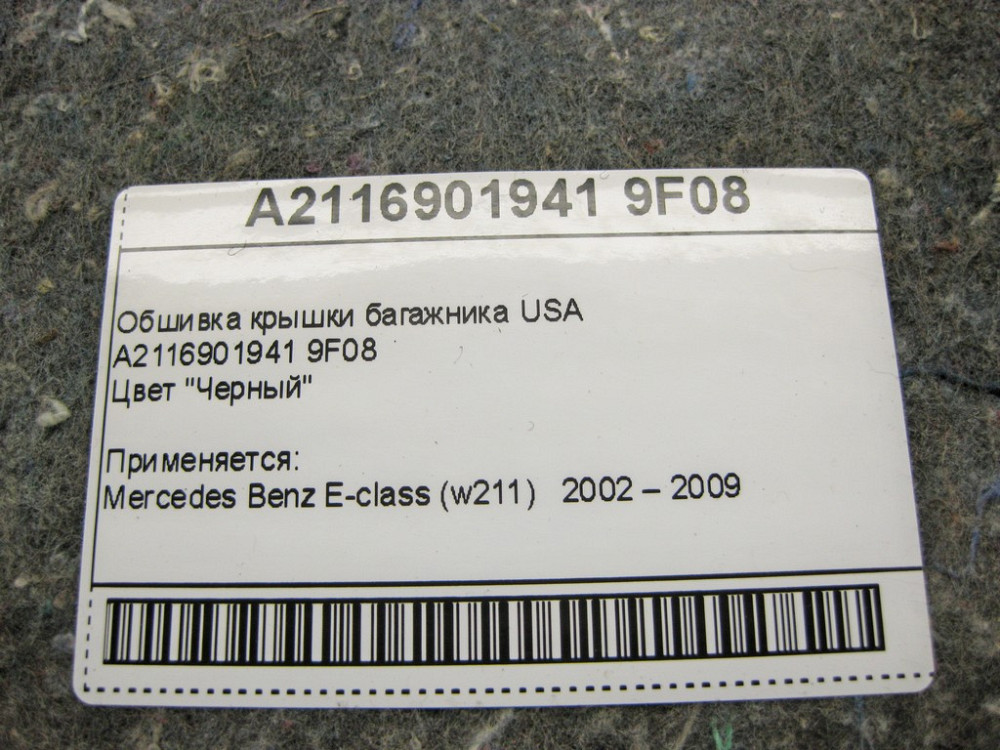 A2116901941 9F08
Обшивка крышки багажника USA
A2116901941 9F08
Цвет "Черный"
Применяется:
Mercedes Benz E-class (w211) 2002 – 2009